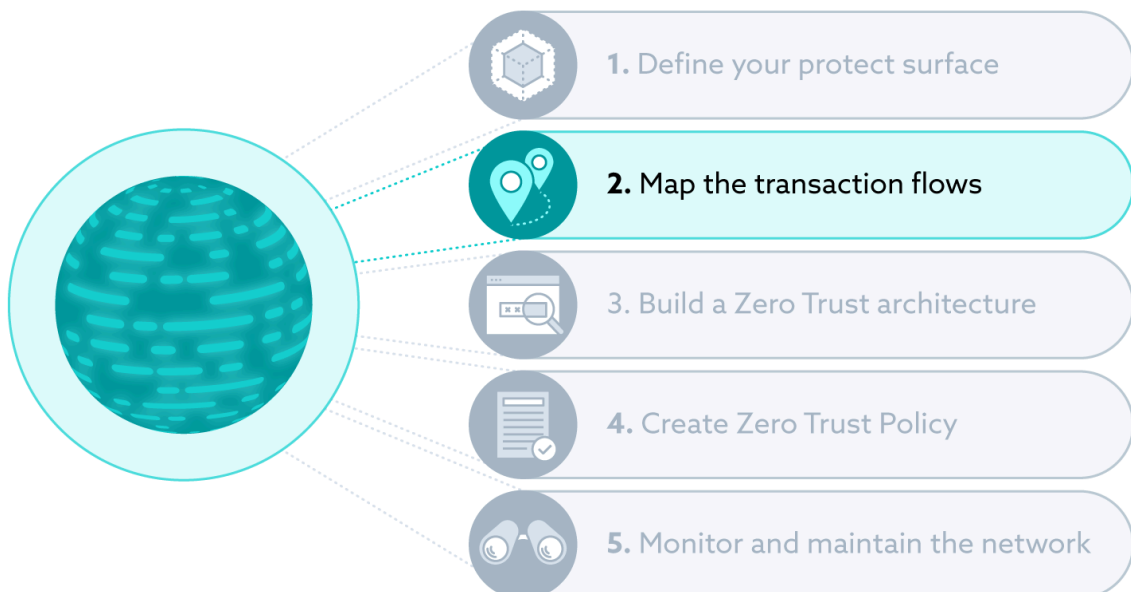 1. Define your protect surface
2. Map the transaction flows
3. Build a Zero Trust architecture
4. Create Zero Trust Policy
5. Monitor and maintain the network